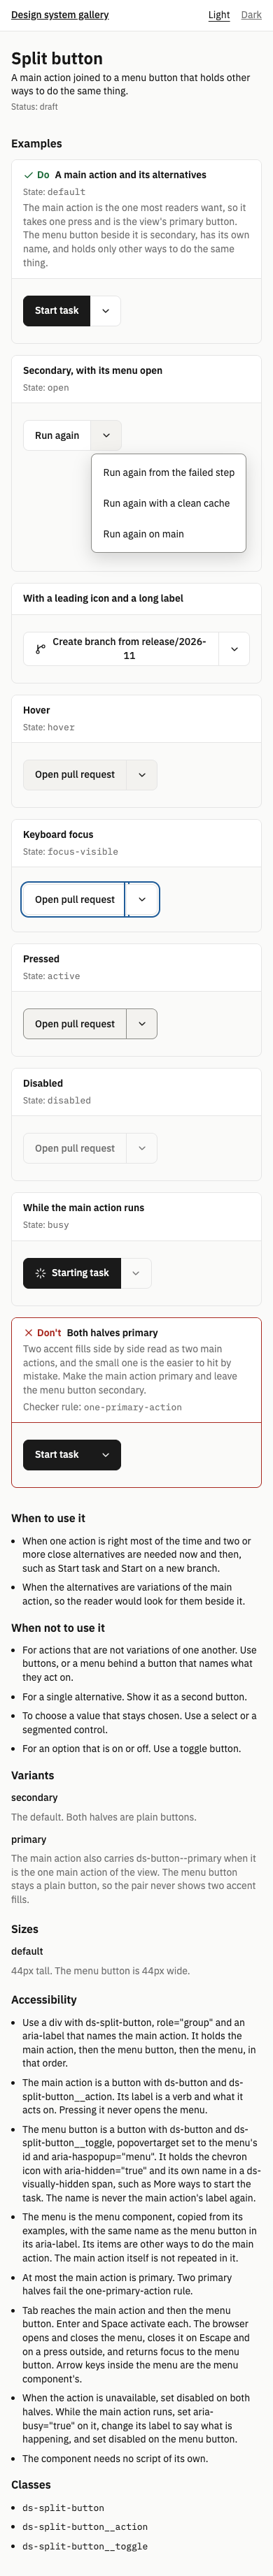 Design system gallery
Light Dark
Split button
A main action joined to a menu button that holds other
ways to do the same thing.
Status: draft
Examples
Do A main action and its alternatives
State: default
The main action is the one most readers want, so it
takes one press and is the view's primary button.
The menu button beside it is secondary, has its own
name, and holds only other ways to do the same
thing.
Start task
Secondary, with its menu open
State: open
Run again
Run again from the failed step
Run again with a clean cache
Run again on main
With a leading icon and a long label
Create branch from release/2026-
11
Hover
State: hover
Open pull request
Keyboard focus
State: focus-visible
Open pull request
Pressed
State: active
Open pull request
Disabled
State: disabled
Open pull request
While the main action runs
State: busy
Starting task
Don't Both halves primary
Two accent fills side by side read as two main
actions, and the small one is the easier to hit by
mistake. Make the main action primary and leave
the menu button secondary.
Checker rule: one-primary-action
Start task
When to use it
When one action is right most of the time and two or
more close alternatives are needed now and then,
such as Start task and Start on a new branch.
When the alternatives are variations of the main
action, so the reader would look for them beside it.
When not to use it
For actions that are not variations of one another. Use
buttons, or a menu behind a button that names what
they act on.
For a single alternative. Show it as a second button.
To choose a value that stays chosen. Use a select or a
segmented control.
For an option that is on or off. Use a toggle button.
Variants
secondary
The default. Both halves are plain buttons.
primary
The main action also carries ds-button--primary when it
is the one main action of the view. The menu button
stays a plain button, so the pair never shows two accent
fills.
Sizes
default
44px tall. The menu button is 44px wide.
Accessibility
Use a div with ds-split-button, role="group" and an
aria-label that names the main action. It holds the
main action, then the menu button, then the menu, in
that order.
The main action is a button with ds-button and ds-
split-button__action. Its label is a verb and what it
acts on. Pressing it never opens the menu.
The menu button is a button with ds-button and ds-
split-button__toggle, popovertarget set to the menu's
id and aria-haspopup="menu". It holds the chevron
icon with aria-hidden="true" and its own name in a ds-
visually-hidden span, such as More ways to start the
task. The name is never the main action's label again.
The menu is the menu component, copied from its
examples, with the same name as the menu button in
its aria-label. Its items are other ways to do the main
action. The main action itself is not repeated in it.
At most the main action is primary. Two primary
halves fail the one-primary-action rule.
Tab reaches the main action and then the menu
button. Enter and Space activate each. The browser
opens and closes the menu, closes it on Escape and
on a press outside, and returns focus to the menu
button. Arrow keys inside the menu are the menu
component's.
When the action is unavailable, set disabled on both
halves. While the main action runs, set aria-
busy="true" on it, change its label to say what is
happening, and set disabled on the menu button.
The component needs no script of its own.
Classes
ds-split-button
ds-split-button__action
ds-split-button__toggle